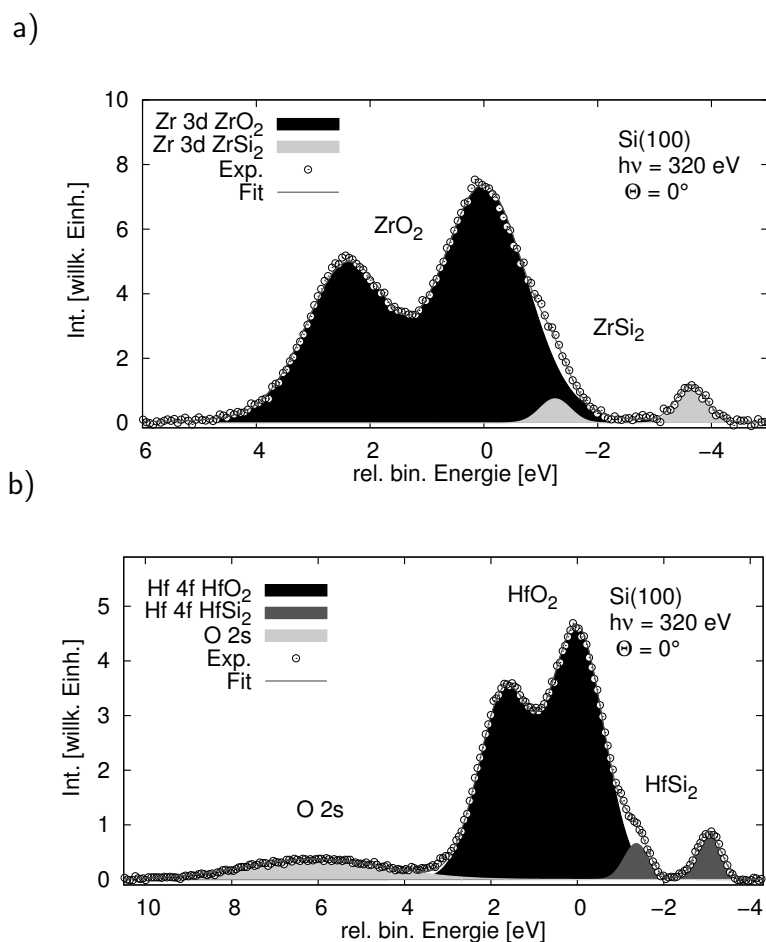 a)
10
8
6
4
2
0
Int. [willk. Einh.]
Zr 3d ZrO₂
Zr 3d ZrSi₂
Exp.
Fit
Si(100)
hν = 320 eV
Θ = 0°
ZrO₂
ZrSi₂
6 4 2 0 −2 −4
rel. bin. Energie [eV]
b)
5
4
3
2
1
0
Int. [willk. Einh.]
Hf 4f HfO₂
Hf 4f HfSi₂
O 2s
Exp.
Fit
HfO₂
Si(100)
hν = 320 eV
Θ = 0°
HfSi₂
O 2s
10 8 6 4 2 0 −2 −4
rel. bin. Energie [eV]